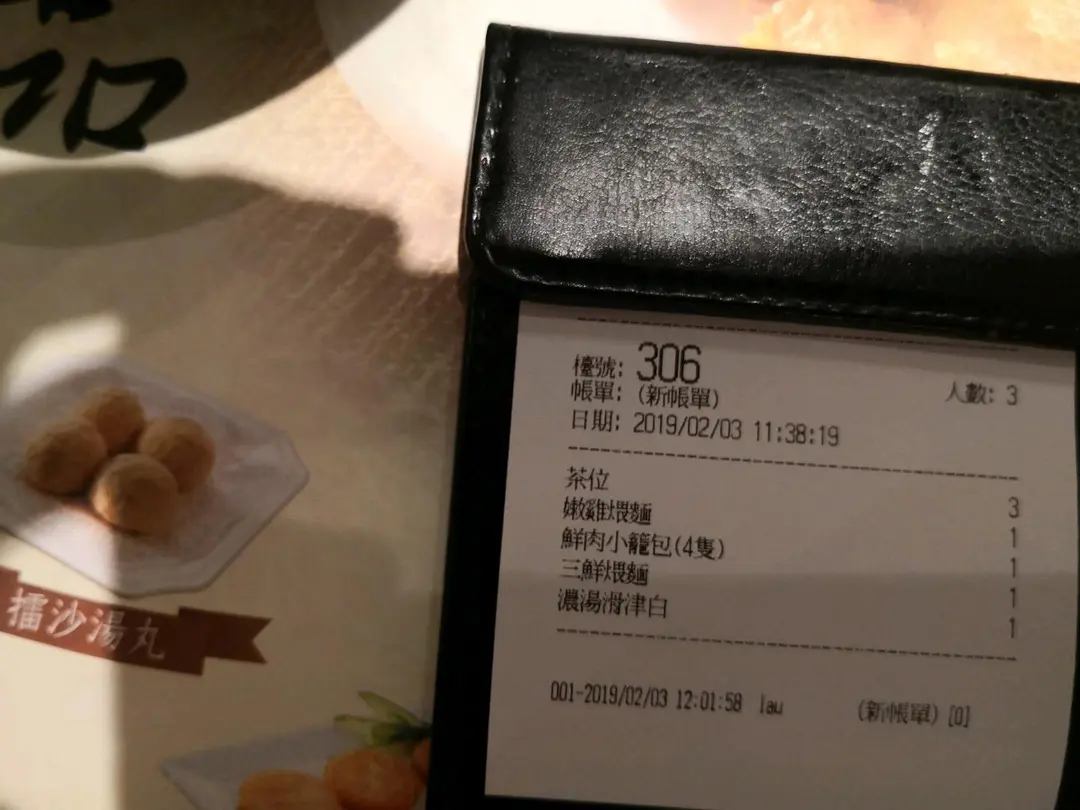 品
檯號: 306 人數: 3
帳單: (新帳單)
日期: 2019/02/03 11:38:19
茶位 3
嫩雞煨麵 1
鮮肉小籠包(4隻) 1
三鮮煨麵 1
濃湯滑津白 1
001-2019/02/03 12:01:58 lau (新帳單) [0]
擂沙湯丸